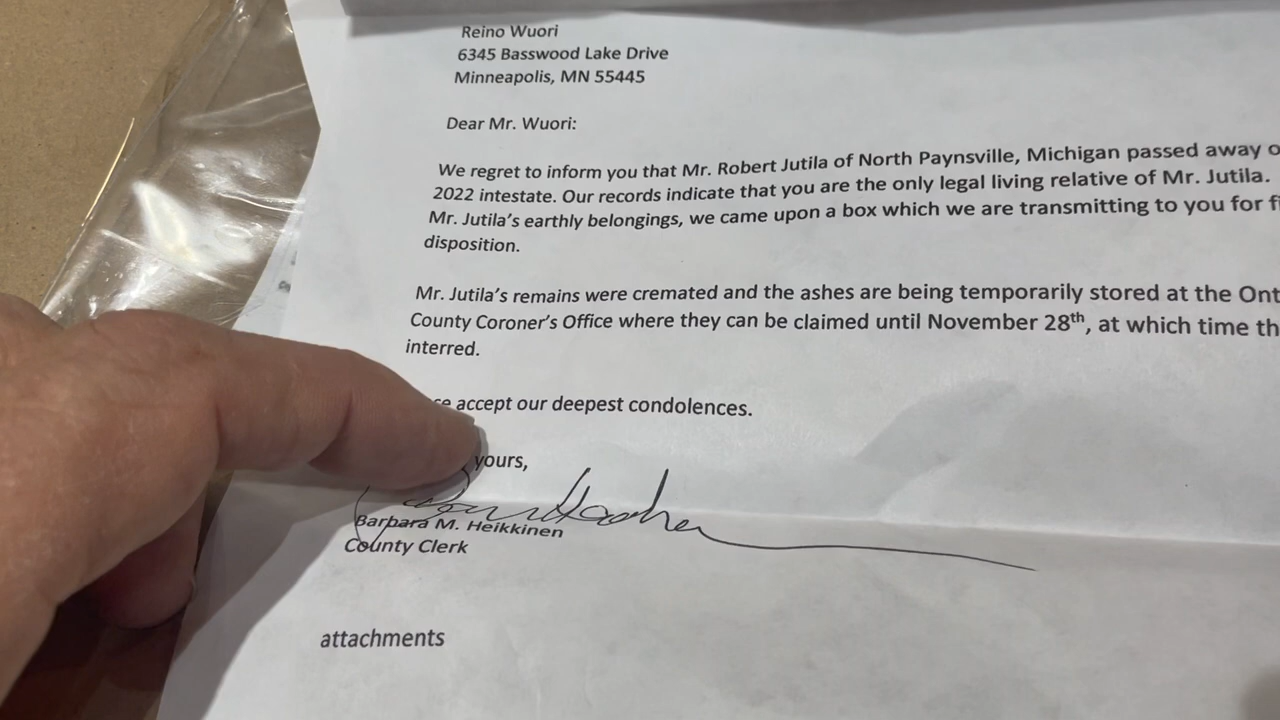 Reino Wuori
6345 Basswood Lake Drive
Minneapolis, MN 55445
Dear Mr. Wuori:
We regret to inform you that Mr. Robert Jutila of North Paynsville, Michigan passed away
2022 intestate. Our records indicate that you are the only legal living relative of Mr. Jutila.
Mr. Jutila's earthly belongings, we came upon a box which we are transmitting to you for
disposition.
Mr. Jutila's remains were cremated and the ashes are being temporarily stored at the Ont
County Coroner's Office where they can be claimed until November 28th, at which time
interred.
accept our deepest condolences.
yours,
Barbara M. Heikkinen
County Clerk
attachments